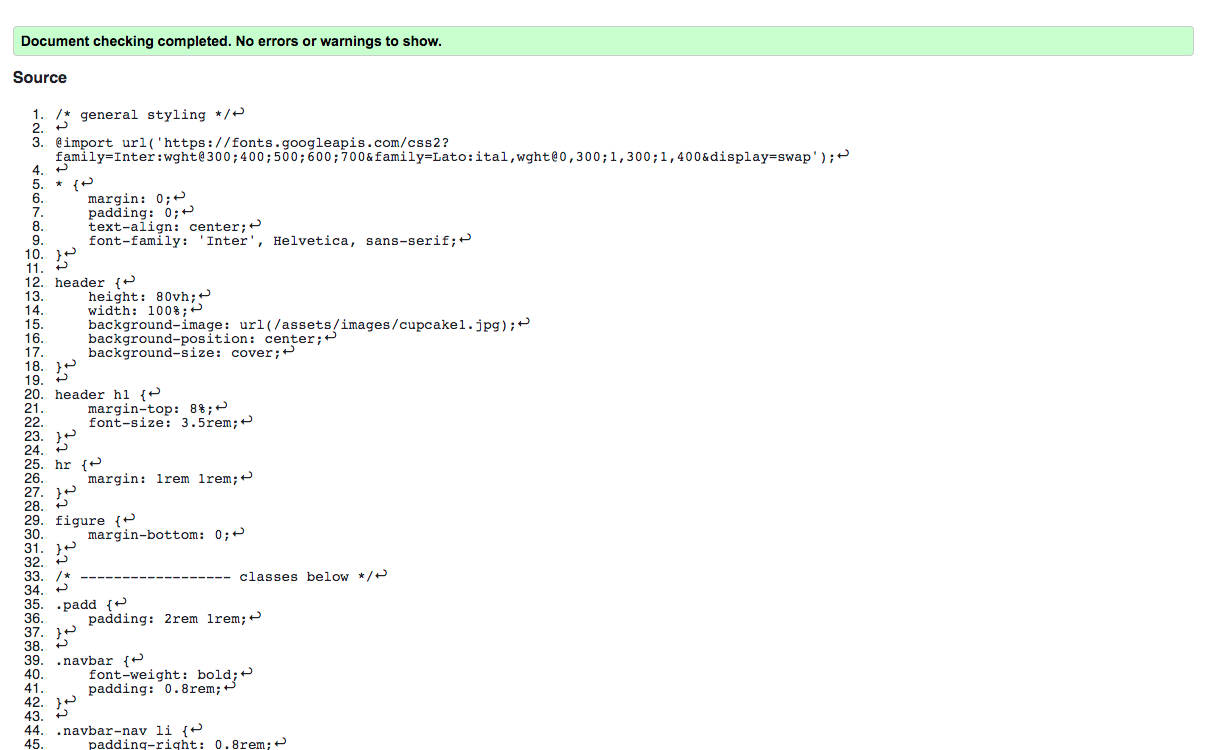 Document checking completed. No errors or warnings to show.
Source
1. /* general styling */↩
2. ↩
3. @import url('https://fonts.googleapis.com/css2?
family=Inter:wght@300;400;500;600;700&family=Lato:ital,wght@0,300;1,300;1,400&display=swap');↩
4. ↩
5. * {↩
6. margin: 0;↩
7. padding: 0;↩
8. text-align: center;↩
9. font-family: 'Inter', Helvetica, sans-serif;↩
10. }↩
11. ↩
12. header {↩
13. height: 80vh;↩
14. width: 100%;↩
15. background-image: url(/assets/images/cupcake1.jpg);↩
16. background-position: center;↩
17. background-size: cover;↩
18. }↩
19. ↩
20. header h1 {↩
21. margin-top: 8%;↩
22. font-size: 3.5rem;↩
23. }↩
24. ↩
25. hr {↩
26. margin: 1rem 1rem;↩
27. }↩
28. ↩
29. figure {↩
30. margin-bottom: 0;↩
31. }↩
32. ↩
33. /* ------------------ classes below */↩
34. ↩
35. .padd {↩
36. padding: 2rem 1rem;↩
37. }↩
38. ↩
39. .navbar {↩
40. font-weight: bold;↩
41. padding: 0.8rem;↩
42. }↩
43. ↩
44. .navbar-nav li {↩
45. padding-right: 0.8rem;↩